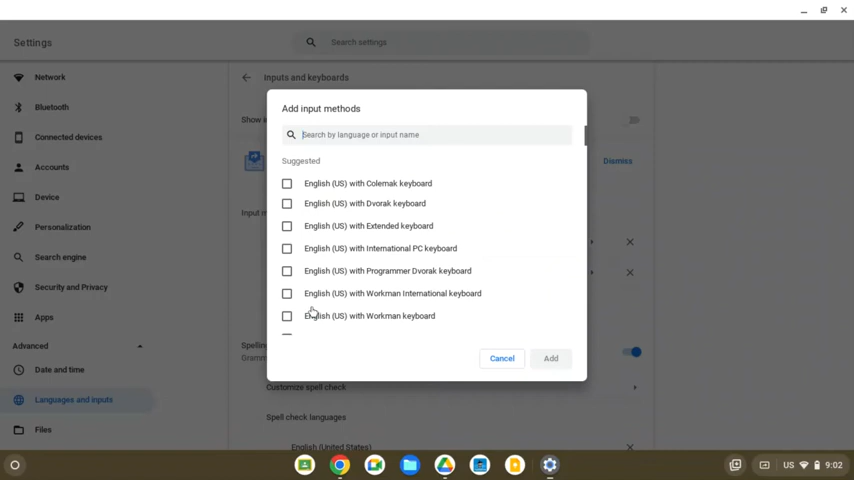 Settings
Search settings
Network
Bluetooth
Connected devices
Accounts
Device
Personalization
Search engine
Security and Privacy
Apps
Advanced
Date and time
Languages and inputs
Files
Inputs and keyboards
Show i
Dismiss
Input m
Add input methods
Search by language or input name
Suggested
English (US) with Colemak keyboard
English (US) with Dvorak keyboard
English (US) with Extended keyboard
English (US) with International PC keyboard
English (US) with Programmer Dvorak keyboard
English (US) with Workman International keyboard
English (US) with Workman keyboard
Cancel
Add
Spelling
Gramm
Customize spell check
Spell check languages
English (United States)
US
9:02